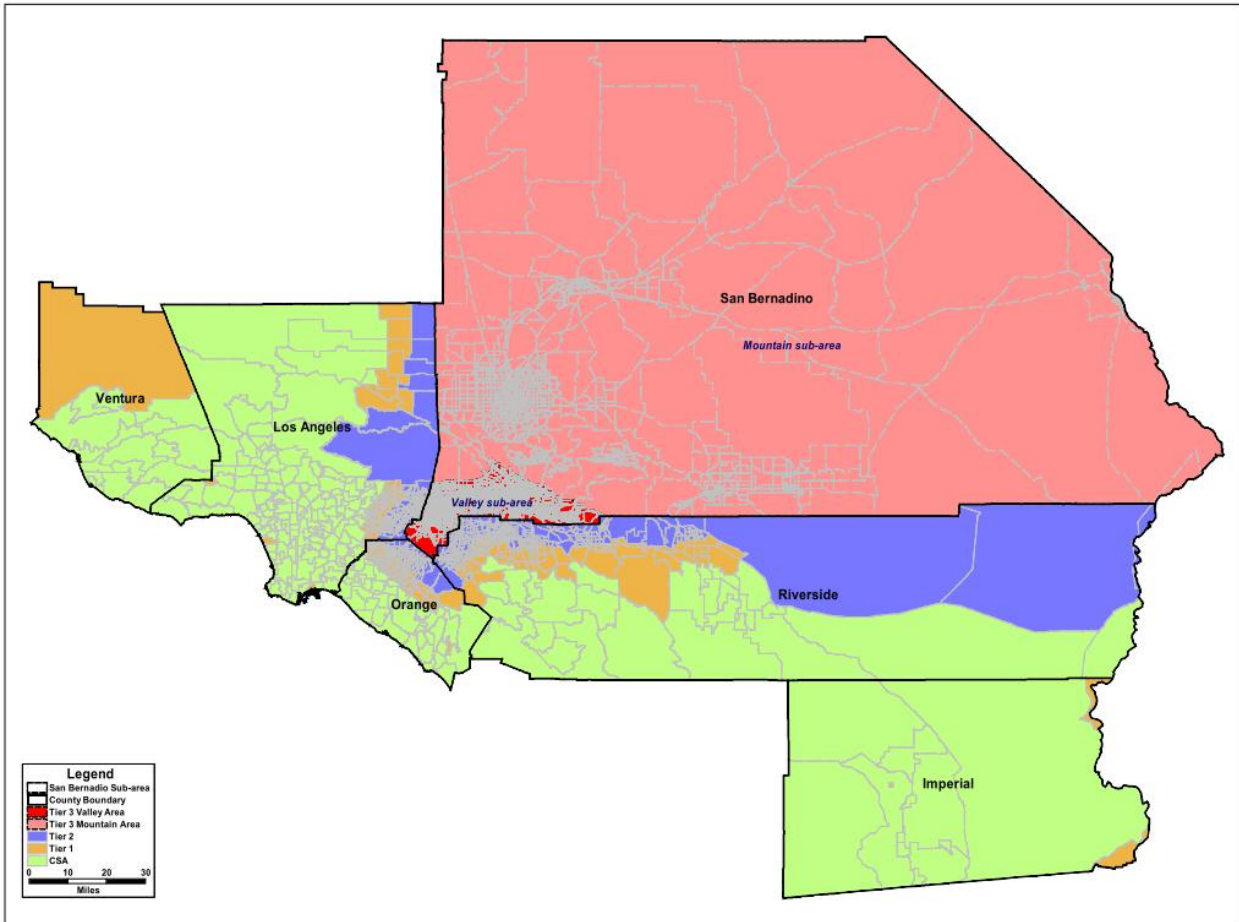 San Bernadino
Mountain sub-area
Ventura
Los Angeles
Valley sub-area
Orange
Riverside
Imperial
Legend
San Bernadio Sub-area
County Boundary
Tier 3 Valley Area
Tier 3 Mountain Area
Tier 2
Tier 1
CSA
0 10 20 30
Miles